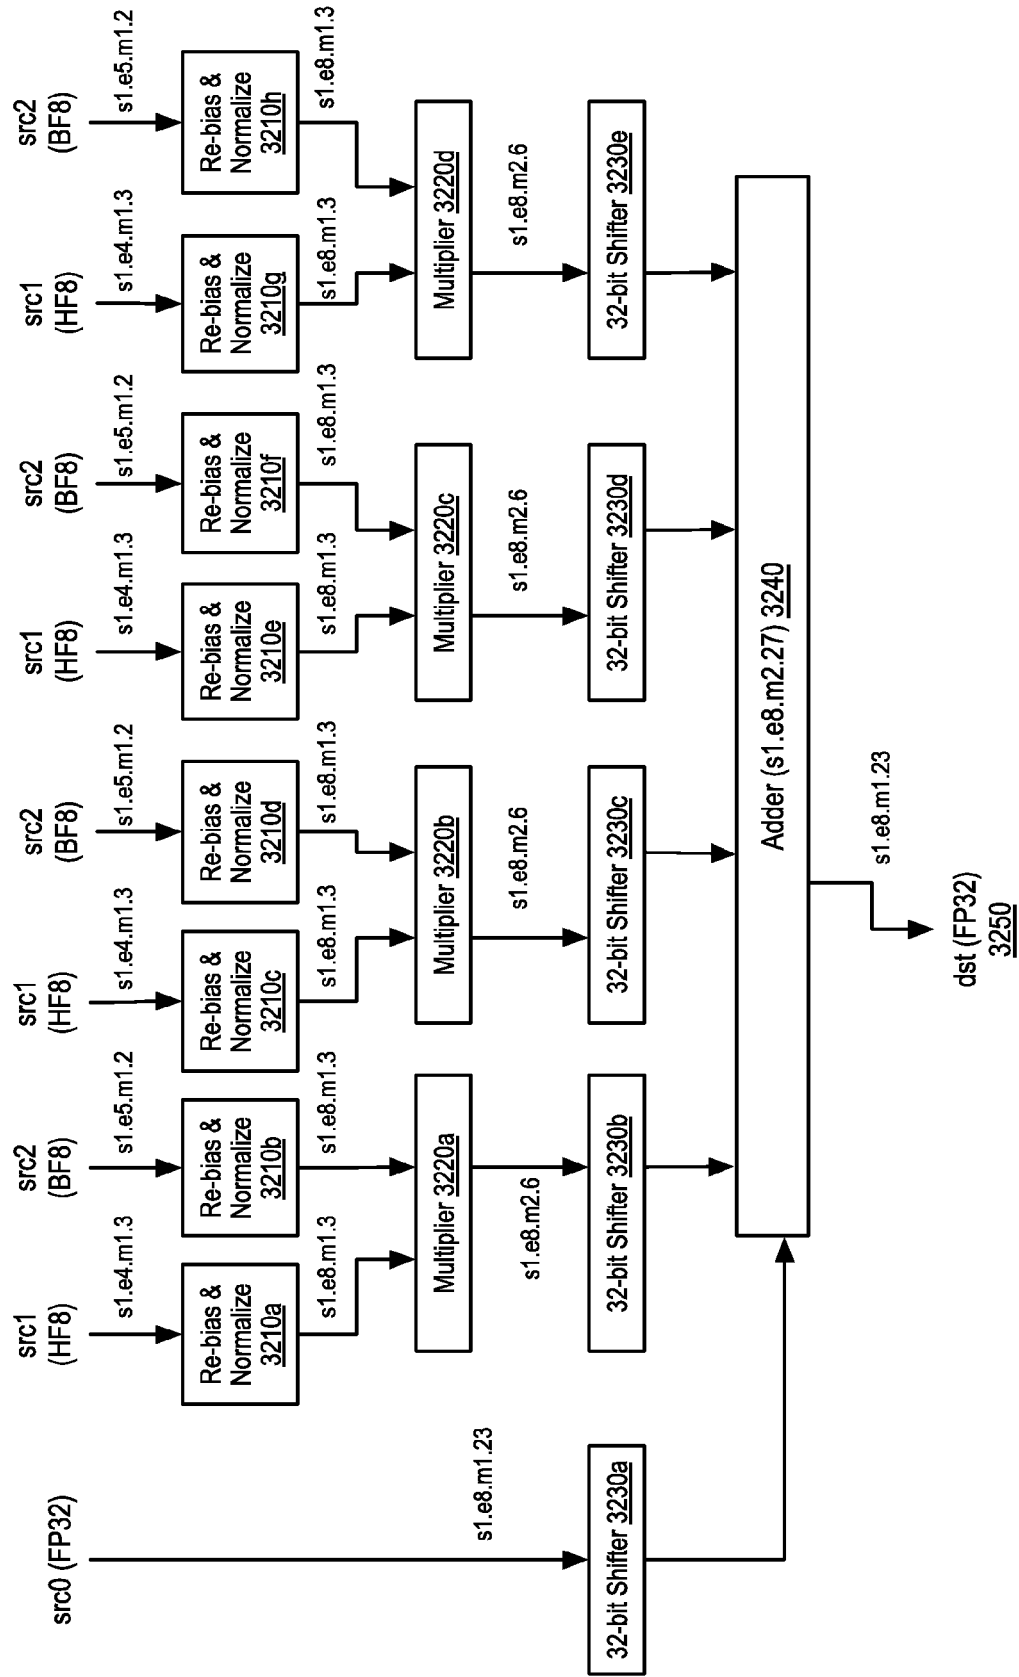 src0 (FP32)
src1
(HF8)
src2
(BF8)
src1
(HF8)
src2
(BF8)
src1
(HF8)
src2
(BF8)
src1
(HF8)
src2
(BF8)
s1.e4.m1.3
s1.e5.m1.2
s1.e4.m1.3
s1.e5.m1.2
s1.e4.m1.3
s1.e5.m1.2
s1.e4.m1.3
s1.e5.m1.2
Re-bias &
Normalize
3210a
Re-bias &
Normalize
3210b
Re-bias &
Normalize
3210c
Re-bias &
Normalize
3210d
Re-bias &
Normalize
3210e
Re-bias &
Normalize
3210f
Re-bias &
Normalize
3210g
Re-bias &
Normalize
3210h
s1.e8.m1.3
s1.e8.m1.3
s1.e8.m1.3
s1.e8.m1.3
s1.e8.m1.3
s1.e8.m1.3
s1.e8.m1.3
s1.e8.m1.3
Multiplier 3220a
Multiplier 3220b
Multiplier 3220c
Multiplier 3220d
s1.e8.m1.23
s1.e8.m2.6
s1.e8.m2.6
s1.e8.m2.6
s1.e8.m2.6
32-bit Shifter 3230a
32-bit Shifter 3230b
32-bit Shifter 3230c
32-bit Shifter 3230d
32-bit Shifter 3230e
Adder (s1.e8.m2.27) 3240
s1.e8.m1.23
dst (FP32)
3250